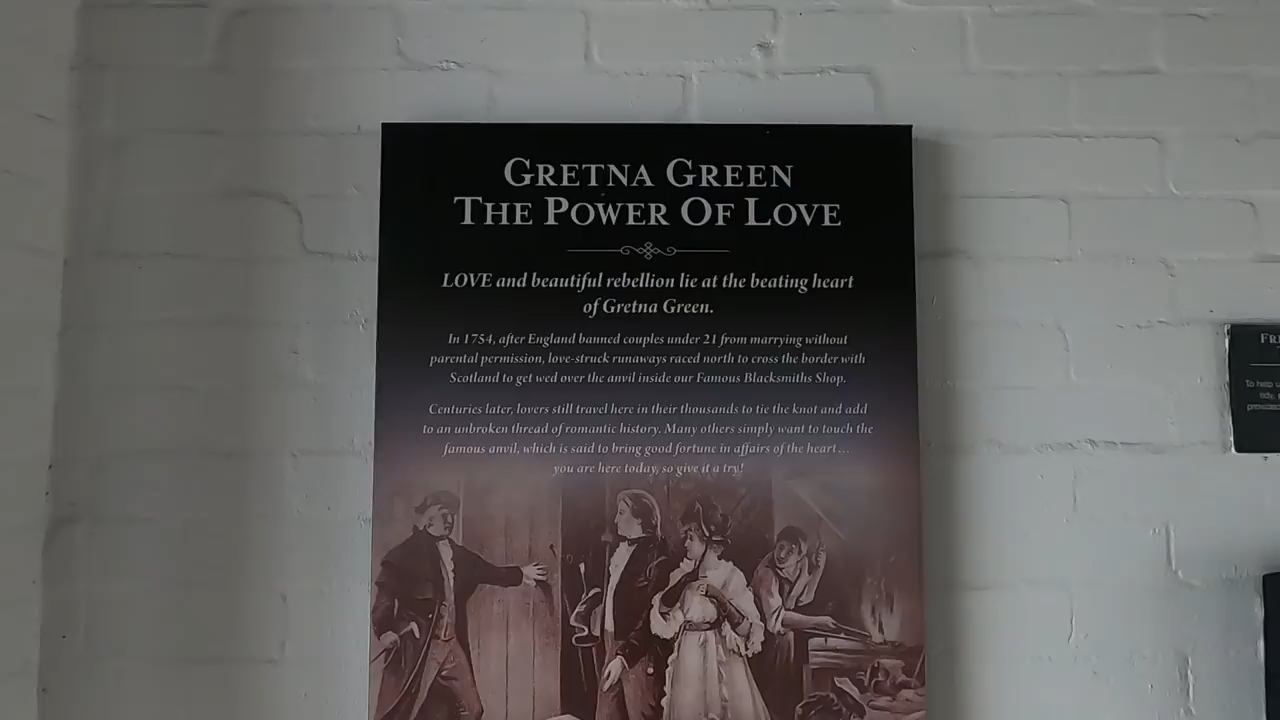 GRETNA GREEN
THE POWER OF LOVE
LOVE and beautiful rebellion lie at the beating heart
of Gretna Green.
In 1754, after England banned couples under 21 from marrying without
parental permission, love-struck runaways raced north to cross the border with
Scotland to get wed over the anvil inside our Famous Blacksmiths Shop.
Centuries later, lovers still travel here in their thousands to tie the knot and add
to an unbroken thread of romantic history. Many others simply want to touch the
famous anvil, which is said to bring good fortune in affairs of the heart...
you are here today, so give it a try!
To help